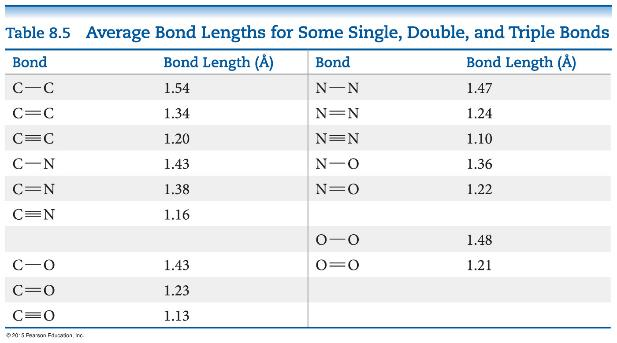 Table 8.5 Average Bond Lengths for Some Single, Double, and Triple Bonds
Bond Bond Length (Å) Bond Bond Length (Å)
C—C 1.54 N—N 1.47
C=C 1.34 N=N 1.24
C≡C 1.20 N≡N 1.10
C—N 1.43 N—O 1.36
C=N 1.38 N=O 1.22
C≡N 1.16
O—O 1.48
C—O 1.43 O=O 1.21
C=O 1.23
C≡O 1.13
© 2015 Pearson Education, Inc.